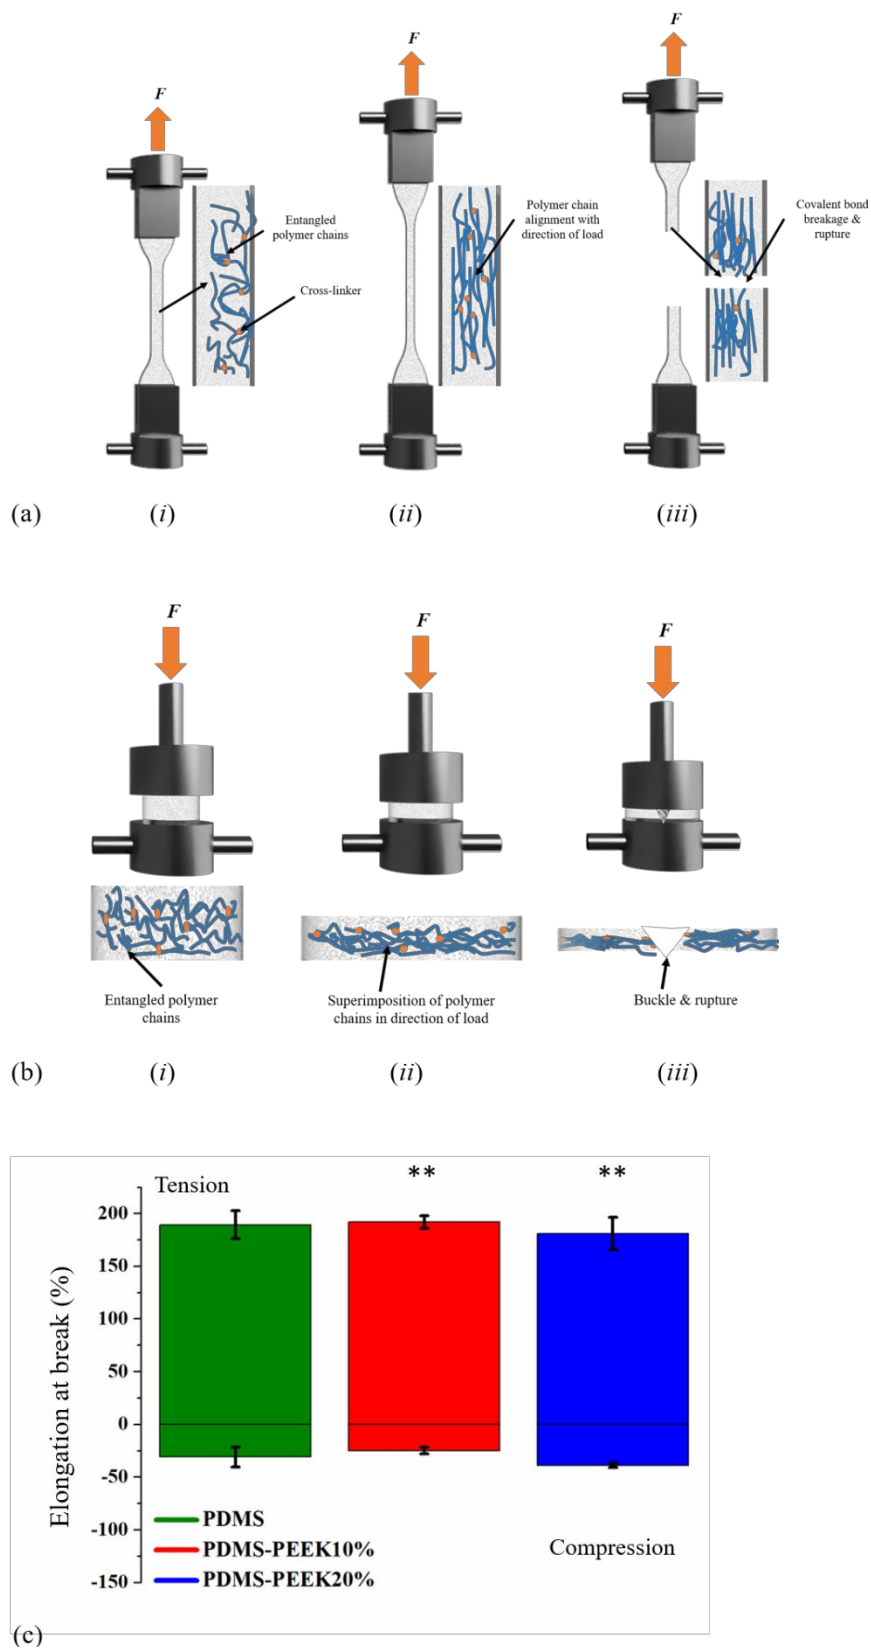 F
F
F
Entangled
polymer chains
Cross-linker
Polymer chain
alignment with
direction of load
Covalent bond
breakage &
rupture
(a)
(i)
(ii)
(iii)
F
F
F
Entangled polymer
chains
Superimposition of polymer
chains in direction of load
Buckle & rupture
(b)
(i)
(ii)
(iii)
Tension
**
**
Elongation at break (%)
200
150
100
50
0
-50
-100
-150
PDMS
PDMS-PEEK10%
PDMS-PEEK20%
Compression
(c)